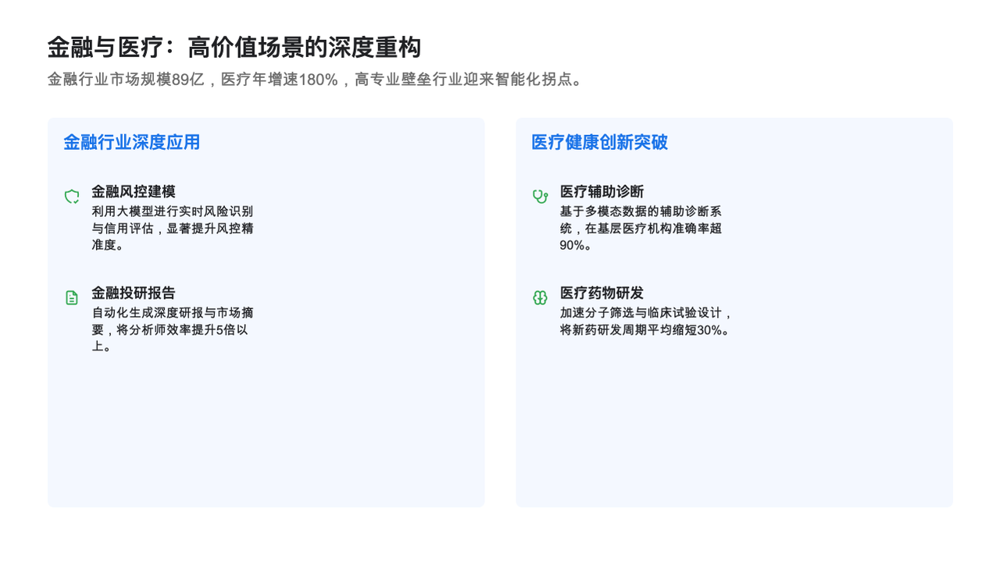 金融与医疗：高价值场景的深度重构
金融行业市场规模89亿，医疗年增速180%，高专业壁垒行业迎来智能化拐点。
金融行业深度应用
金融风控建模
利用大模型进行实时风险识别
与信用评估，显著提升风控精
准度。
金融投研报告
自动化生成深度研报与市场摘
要，将分析师效率提升5倍以
上。
医疗健康创新突破
医疗辅助诊断
基于多模态数据的辅助诊断系
统，在基层医疗机构准确率超
90%。
医疗药物研发
加速分子筛选与临床试验设计，
将新药研发周期平均缩短30%。